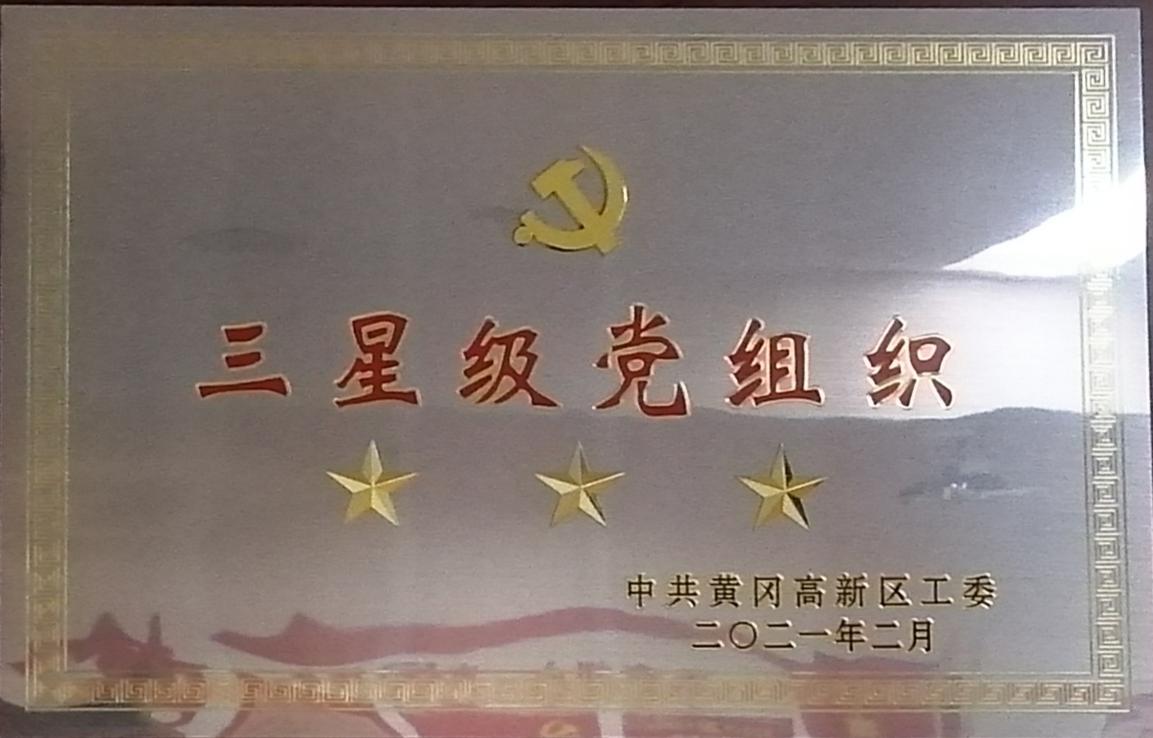 三星级党组织
中共黄冈高新区工委
二〇二一年二月